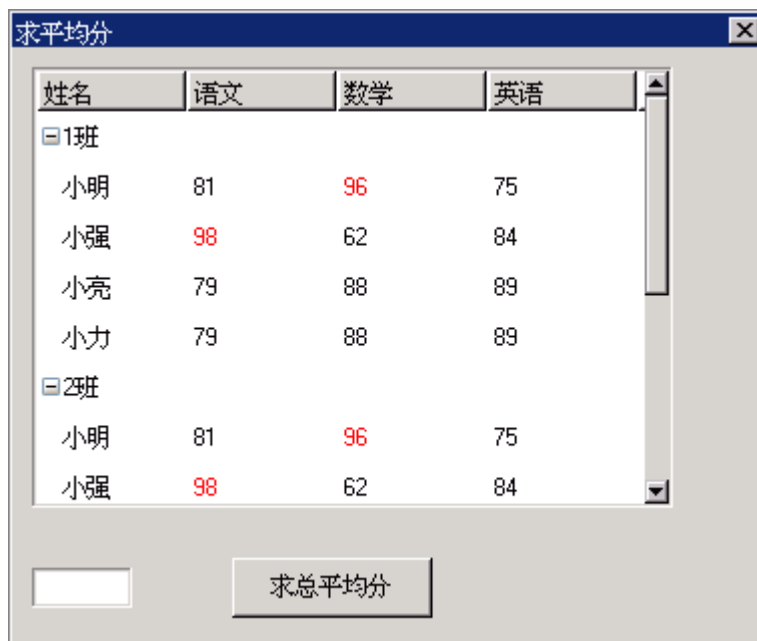 求平均分
姓名 语文 数学 英语
1班
小明 81 96 75
小强 98 62 84
小亮 79 88 89
小力 79 88 89
2班
小明 81 96 75
小强 98 62 84
求总平均分